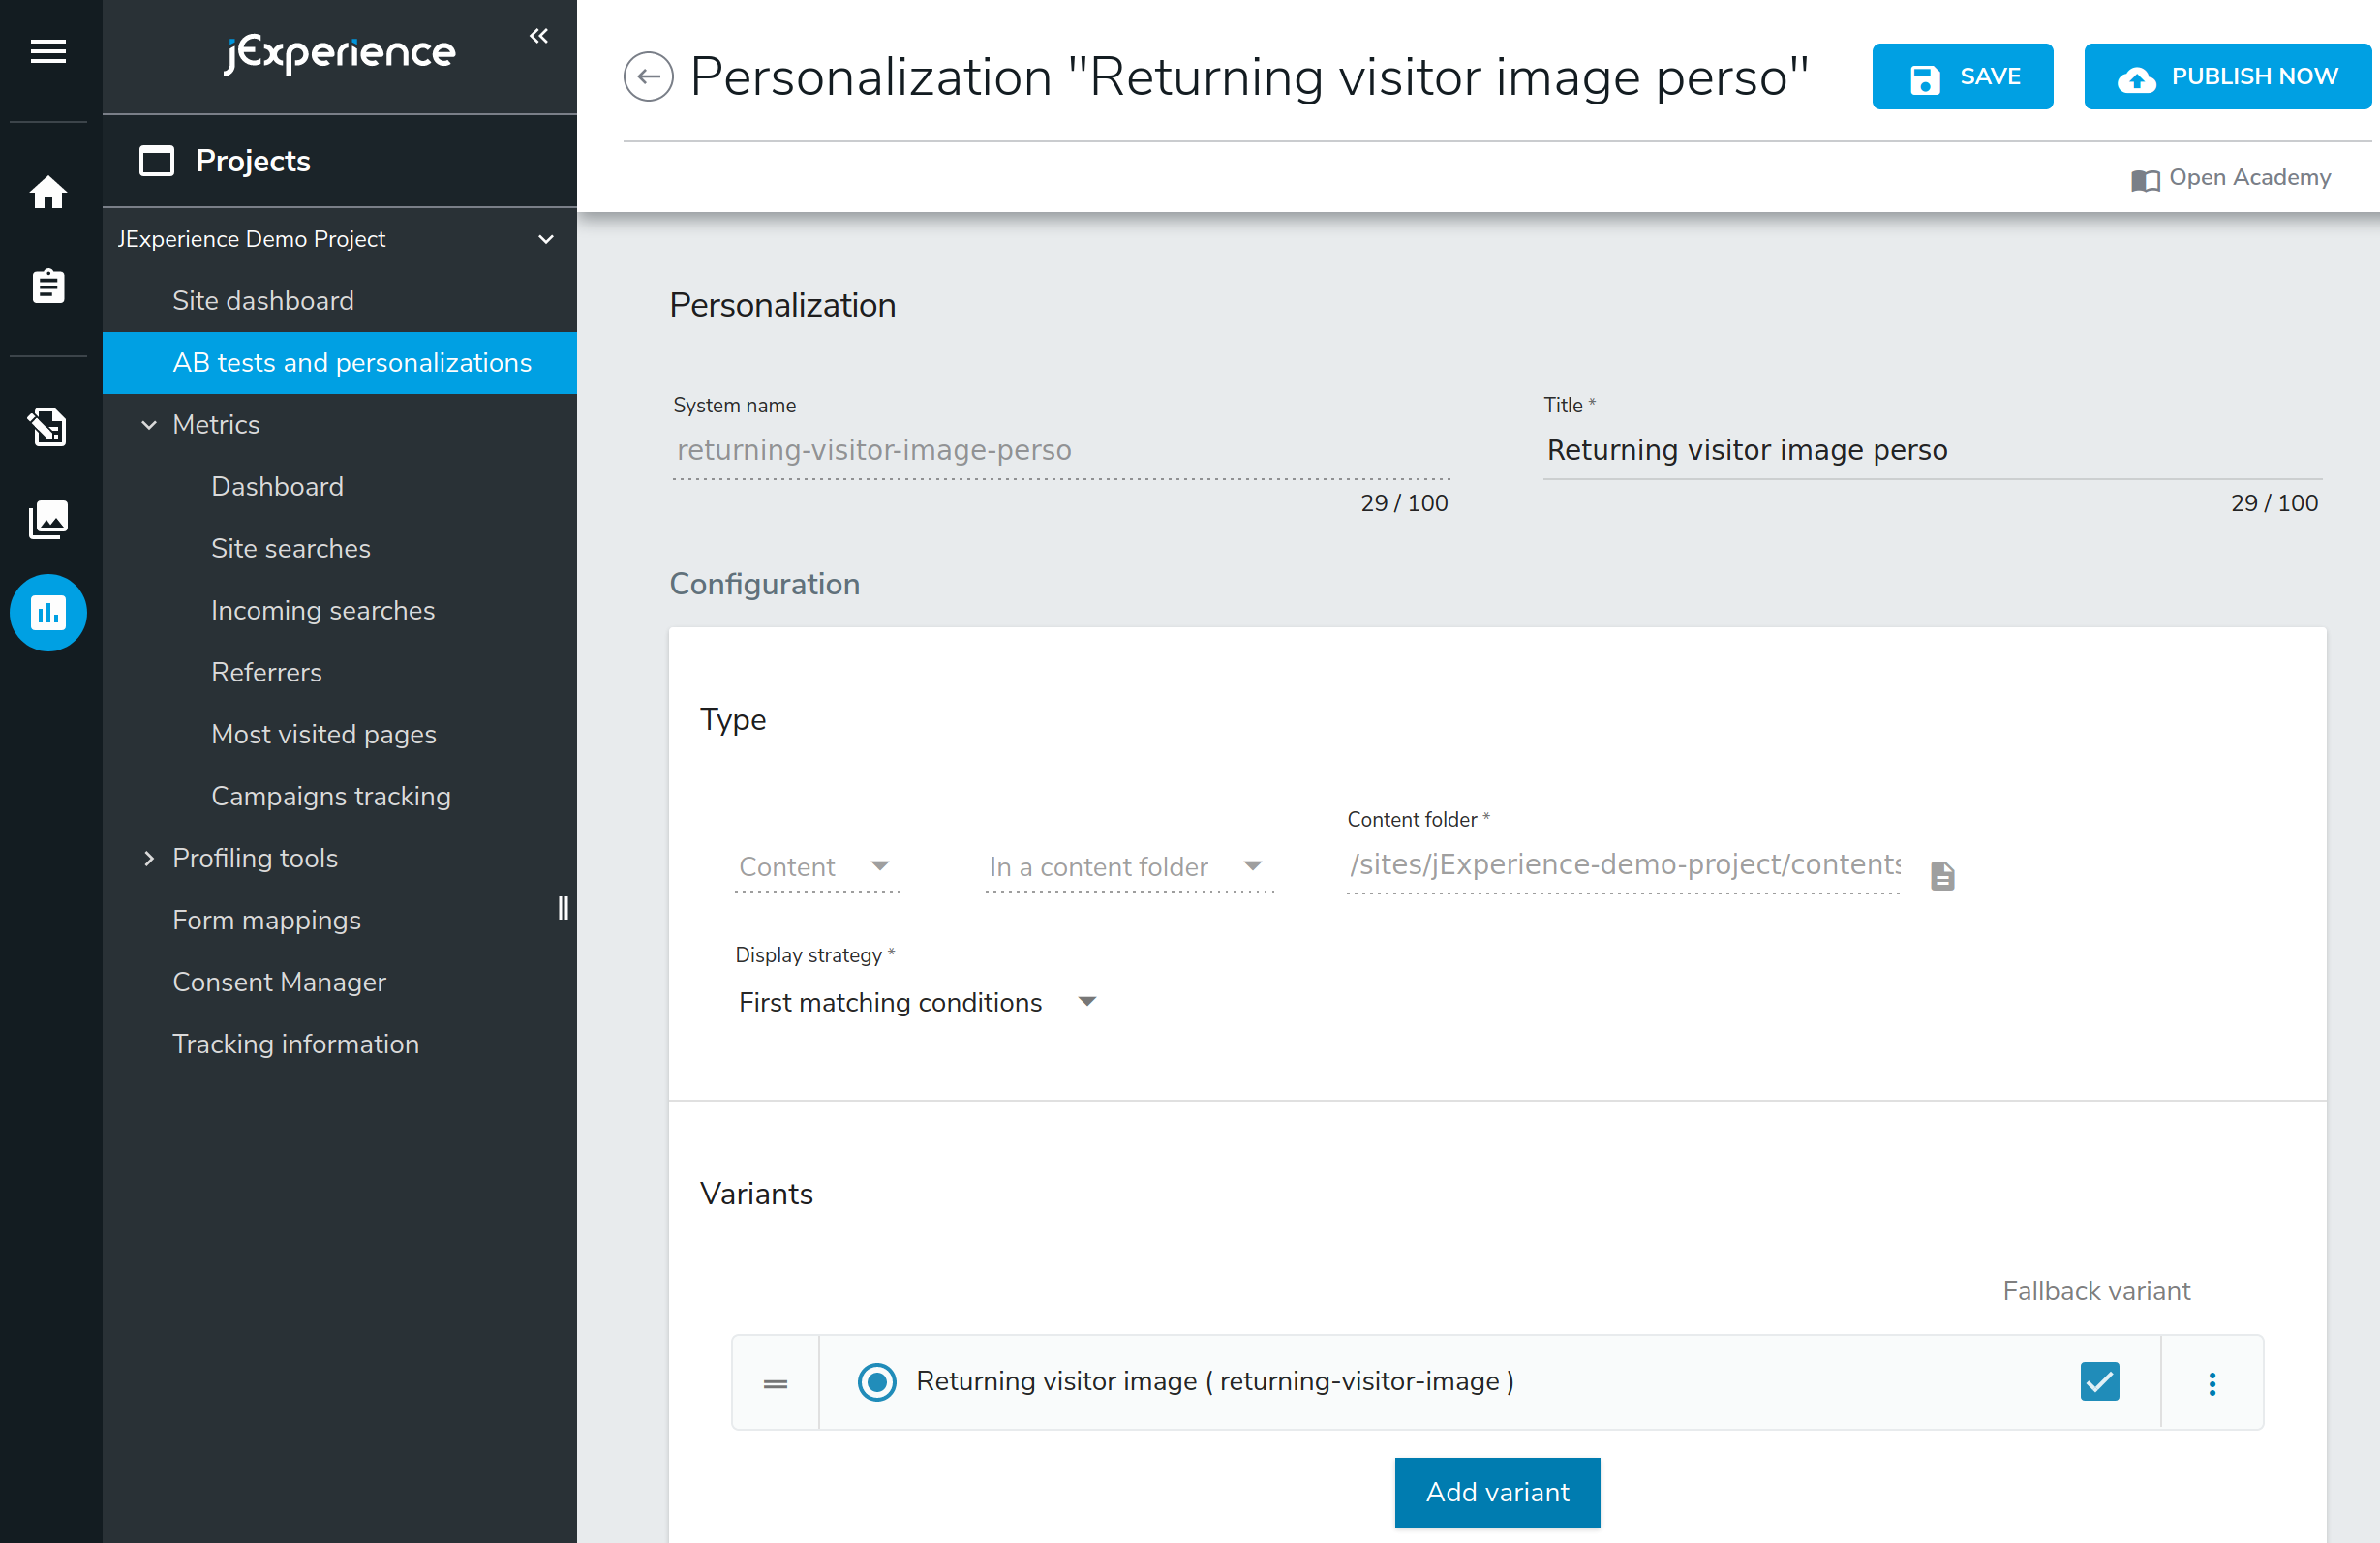 jExperience
Projects
JExperience Demo Project
Site dashboard
AB tests and personalizations
Metrics
Dashboard
Site searches
Incoming searches
Referrers
Most visited pages
Campaigns tracking
Profiling tools
Form mappings
Consent Manager
Tracking information
Personalization "Returning visitor image perso"
SAVE
PUBLISH NOW
Open Academy
Personalization
System name
returning-visitor-image-perso
29 / 100
Title *
Returning visitor image perso
29 / 100
Configuration
Type
Content
In a content folder
Content folder *
/sites/jExperience-demo-project/contents
Display strategy *
First matching conditions
Variants
Fallback variant
Returning visitor image ( returning-visitor-image )
Add variant